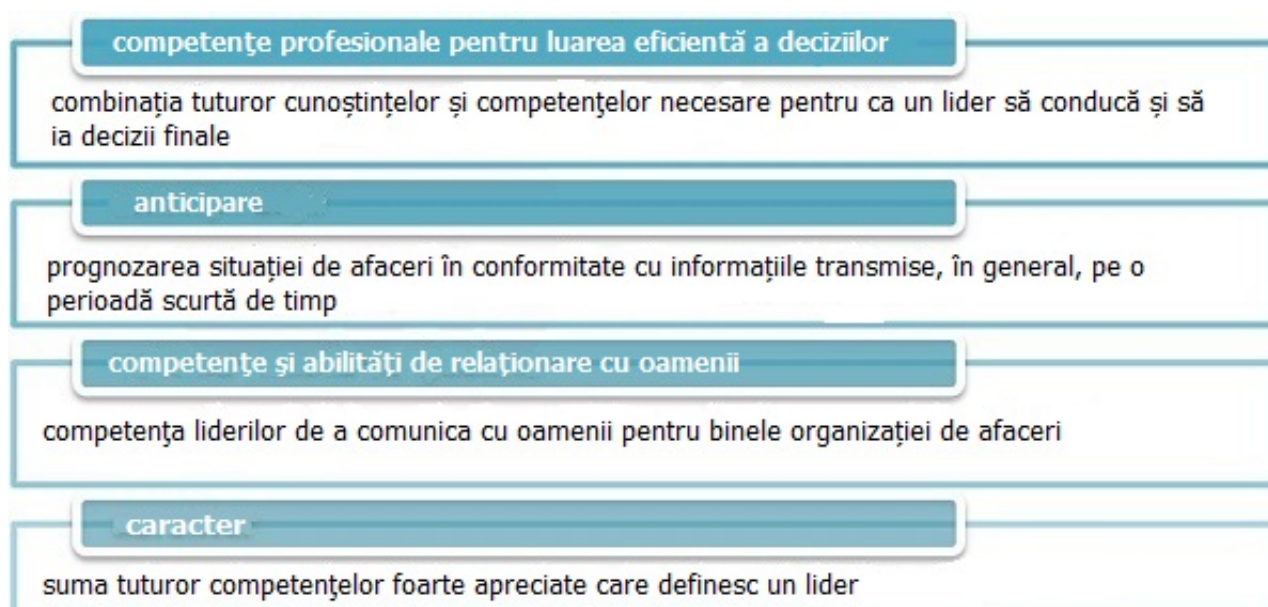 competenţe profesionale pentru luarea eficientă a deciziilor
combinația tuturor cunoștințelor și competenţelor necesare pentru ca un lider să conducă și să
ia decizii finale
anticipare
prognozarea situației de afaceri în conformitate cu informațiile transmise, în general, pe o
perioadă scurtă de timp
competenţe şi abilităţi de relaționare cu oamenii
competenţa liderilor de a comunica cu oamenii pentru binele organizației de afaceri
caracter
suma tuturor competenţelor foarte apreciate care definesc un lider